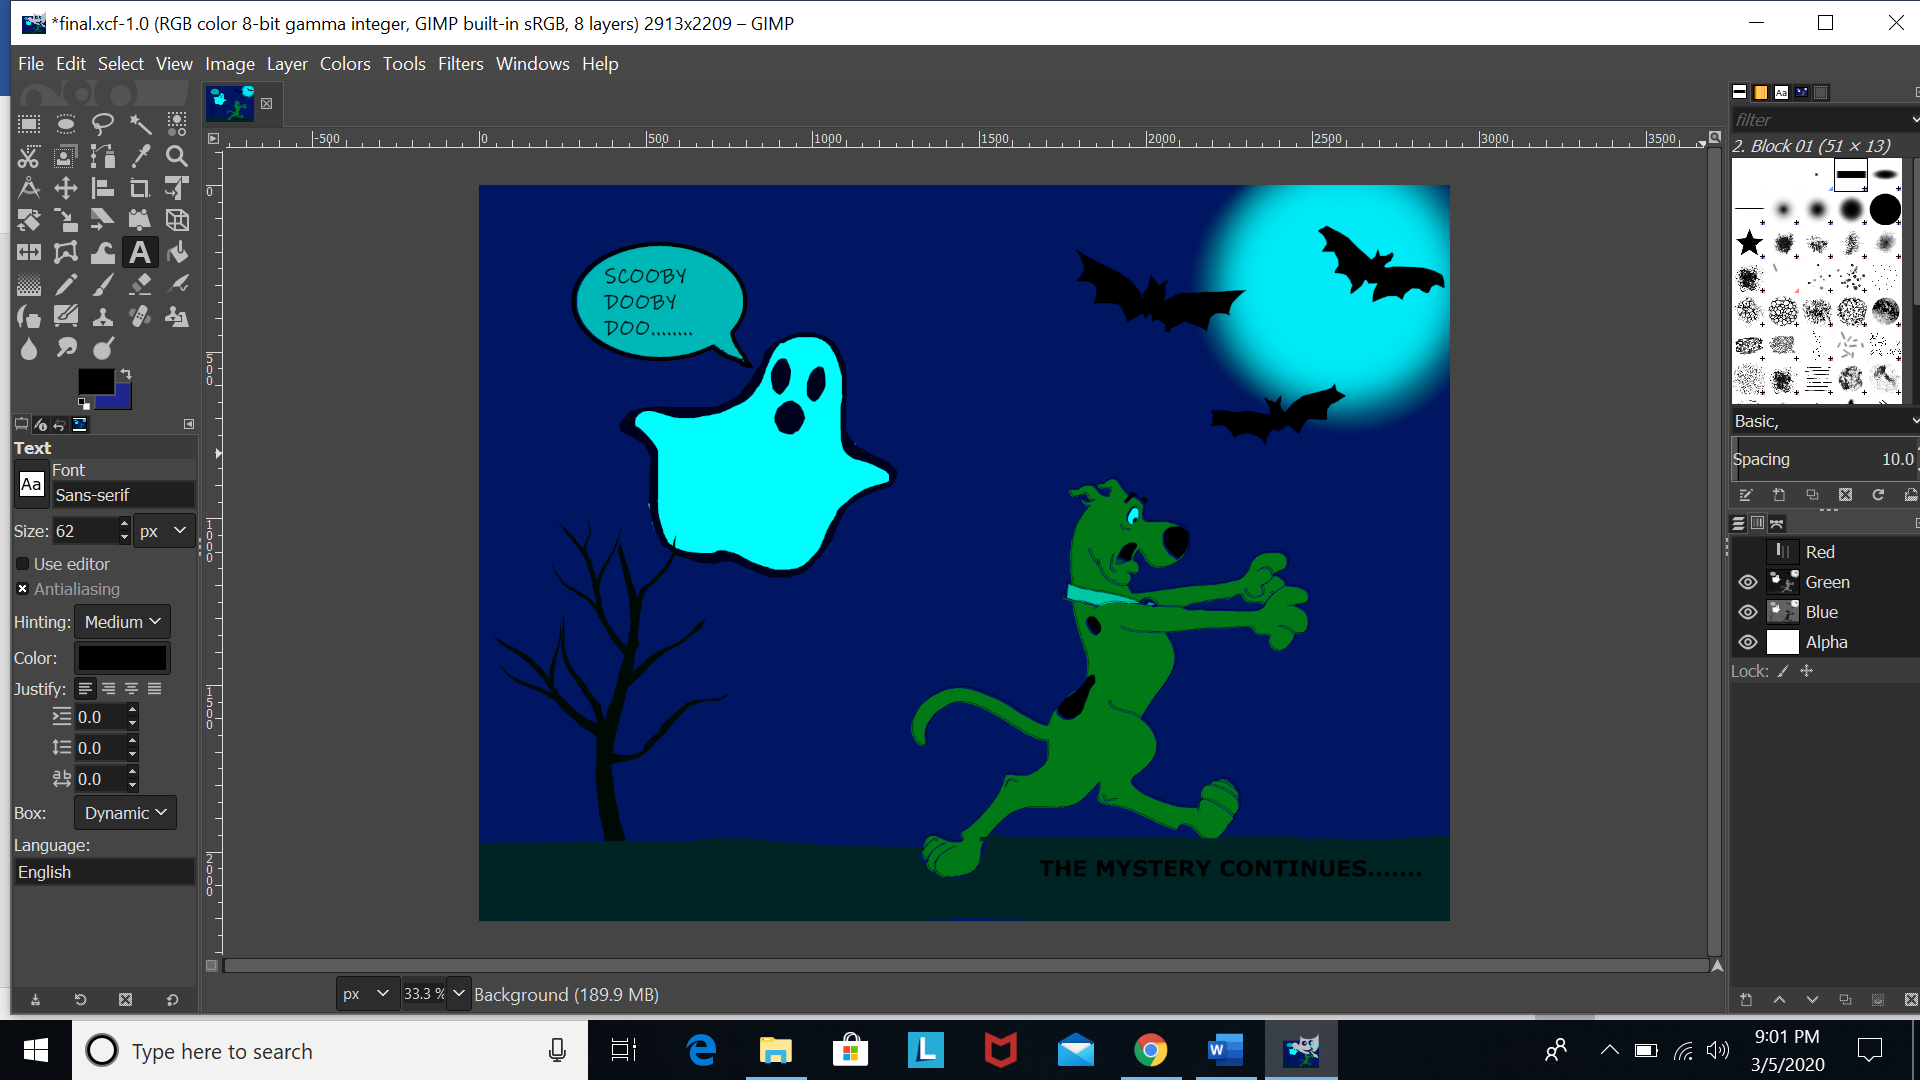 *final.xcf-1.0 (RGB color 8-bit gamma integer, GIMP built-in sRGB, 8 layers) 2913x2209 – GIMP
File Edit Select View Image Layer Colors Tools Filters Windows Help
-500 0 500 1000 1500 2000 2500 3000 3500
0
500
1000
1500
2000
SCOOBY
DOOBY
DOO........
THE MYSTERY CONTINUES.......
Text
Aa
Font
Sans-serif
Size: 62 px
Use editor
Antialiasing
Hinting: Medium
Color:
Justify:
0.0
0.0
0.0
Box: Dynamic
Language:
English
filter
2. Block 01 (51 × 13)
Basic,
Spacing 10.0
Red
Green
Blue
Alpha
Lock:
px 33.3 % Background (189.9 MB)
Type here to search
9:01 PM
3/5/2020